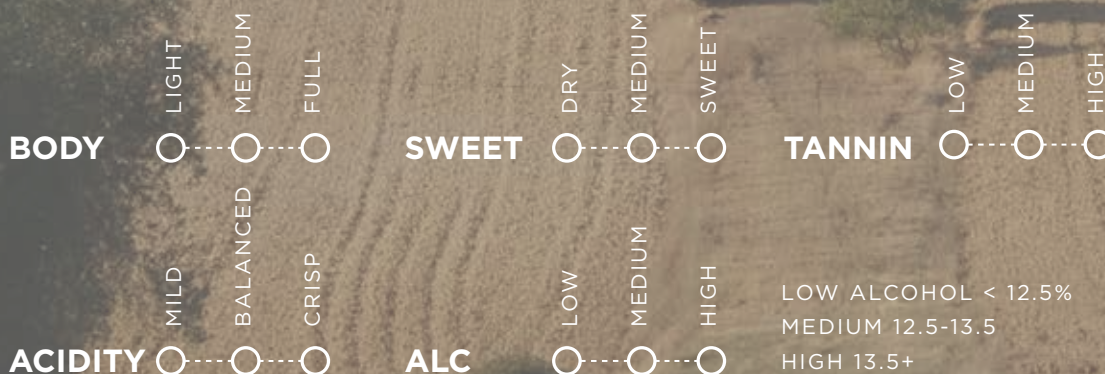 BODY LIGHT MEDIUM FULL
SWEET DRY MEDIUM SWEET
TANNIN LOW MEDIUM HIGH
ACIDITY MILD BALANCED CRISP
ALC LOW MEDIUM HIGH
LOW ALCOHOL < 12.5%
MEDIUM 12.5-13.5
HIGH 13.5+